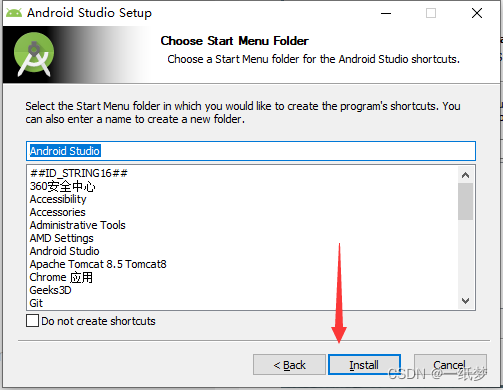 Android Studio Setup
Choose Start Menu Folder
Choose a Start Menu folder for the Android Studio shortcuts.
Select the Start Menu folder in which you would like to create the program's shortcuts. You
can also enter a name to create a new folder.
Android Studio
##ID_STRING16##
360安全中心
Accessibility
Accessories
Administrative Tools
AMD Settings
Android Studio
Apache Tomcat 8.5 Tomcat8
Chrome 应用
Geeks3D
Git
Do not create shortcuts
< Back
Install
Cancel
CSDN @一纸梦